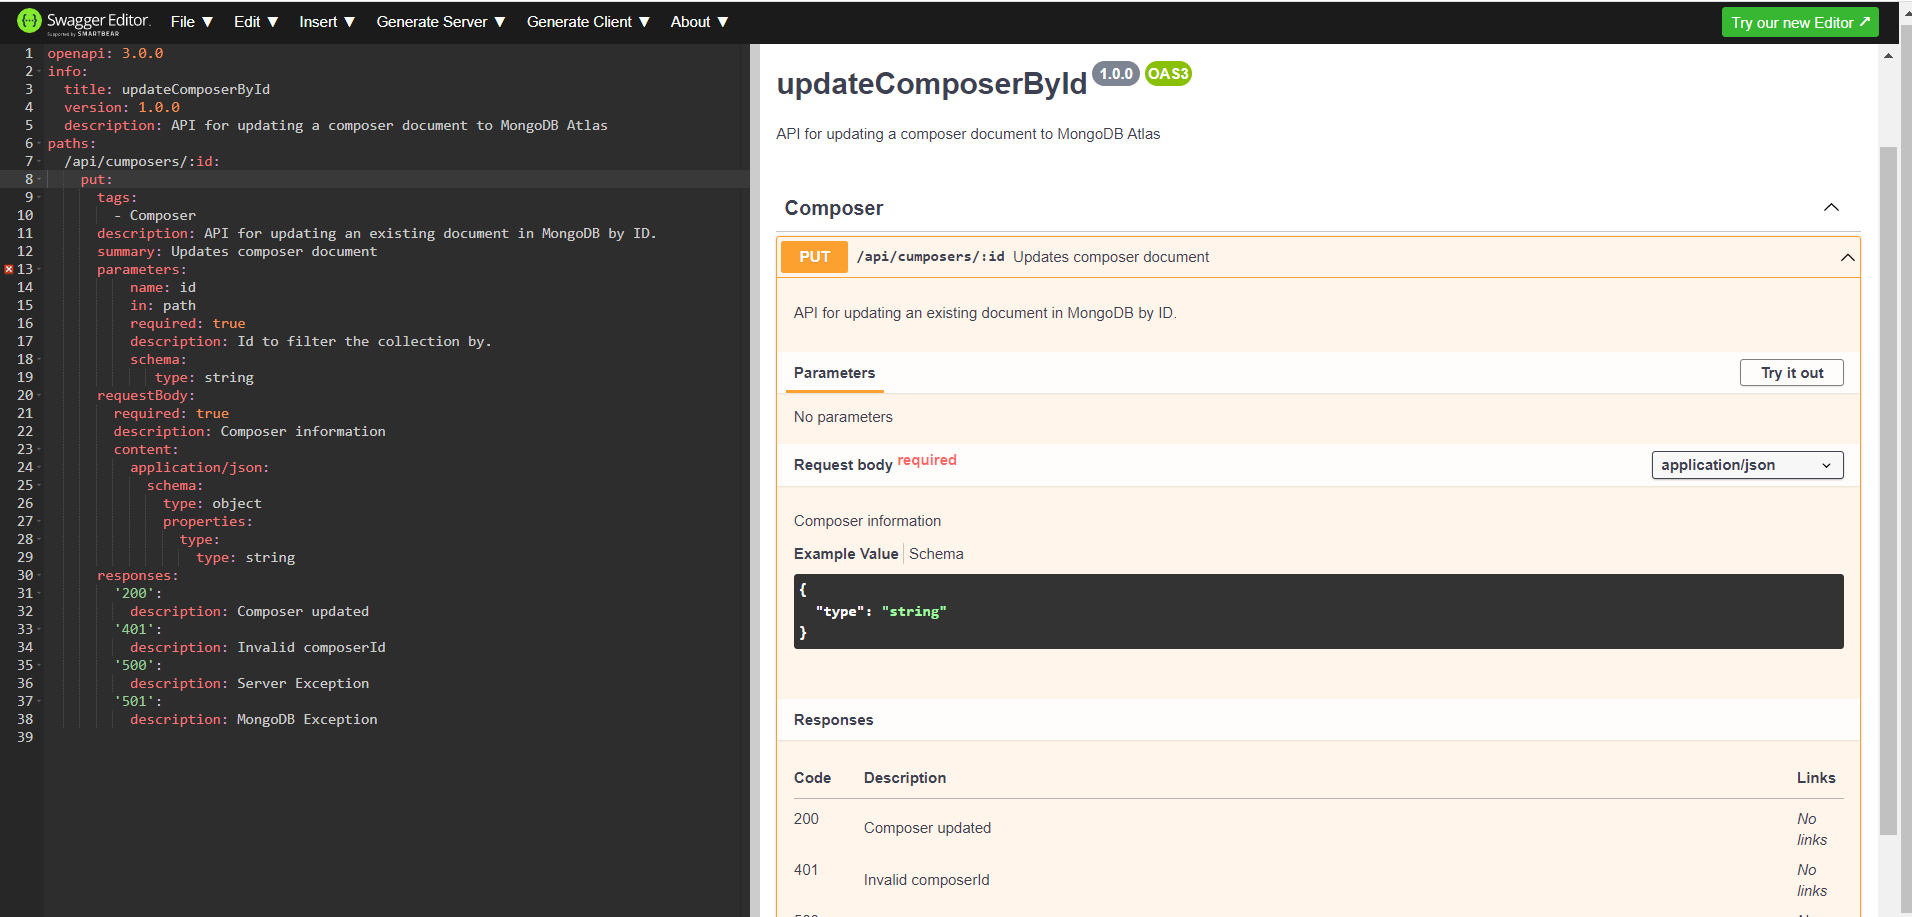 Swagger Editor.
Supported by SMARTBEAR
File ▼ Edit ▼ Insert ▼ Generate Server ▼ Generate Client ▼ About ▼
Try our new Editor ↗
1 openapi: 3.0.0
2 info:
3 title: updateComposerById
4 version: 1.0.0
5 description: API for updating a composer document to MongoDB Atlas
6 paths:
7 /api/cumposers/:id:
8 put:
9 tags:
10 - Composer
11 description: API for updating an existing document in MongoDB by ID.
12 summary: Updates composer document
13 parameters:
14 name: id
15 in: path
16 required: true
17 description: Id to filter the collection by.
18 schema:
19 type: string
20 requestBody:
21 required: true
22 description: Composer information
23 content:
24 application/json:
25 schema:
26 type: object
27 properties:
28 type:
29 type: string
30 responses:
31 '200':
32 description: Composer updated
33 '401':
34 description: Invalid composerId
35 '500':
36 description: Server Exception
37 '501':
38 description: MongoDB Exception
39
updateComposerById 1.0.0 OAS3
API for updating a composer document to MongoDB Atlas
Composer
PUT /api/cumposers/:id Updates composer document
API for updating an existing document in MongoDB by ID.
Parameters
Try it out
No parameters
Request body required
application/json
Composer information
Example Value Schema
{
"type": "string"
}
Responses
Code Description Links
200 Composer updated No links
401 Invalid composerId No links